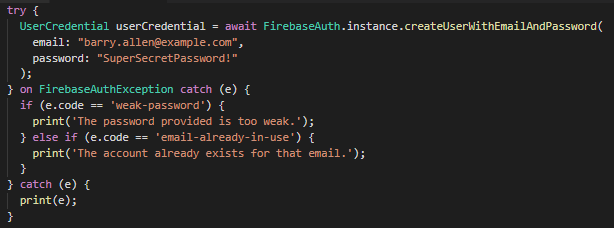 try {
  UserCredential userCredential = await FirebaseAuth.instance.createUserWithEmailAndPassword(
    email: "barry.allen@example.com",
    password: "SuperSecretPassword!"
  );
} on FirebaseAuthException catch (e) {
  if (e.code == 'weak-password') {
    print('The password provided is too weak.');
  } else if (e.code == 'email-already-in-use') {
    print('The account already exists for that email.');
  }
} catch (e) {
  print(e);
}